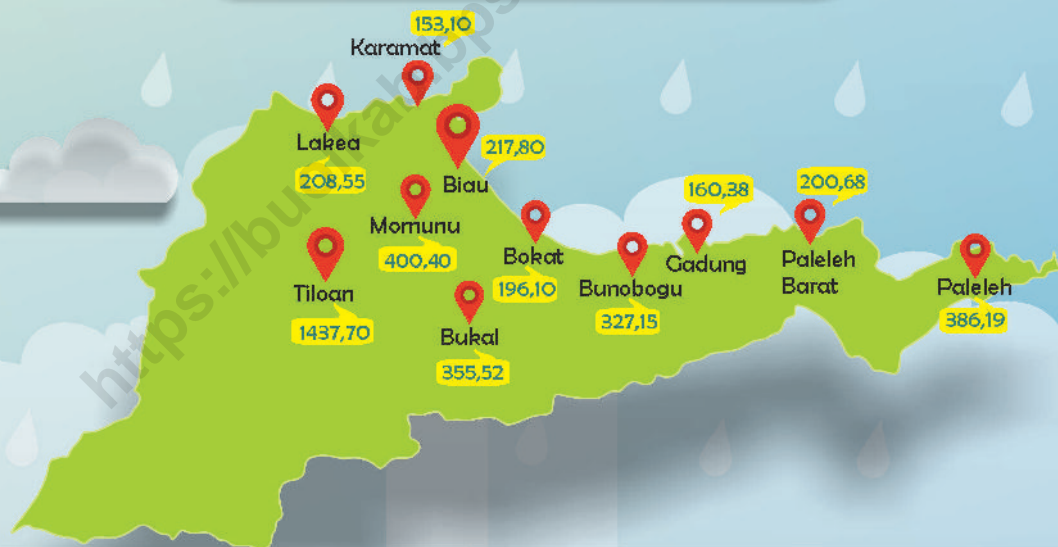 153,10
Karamat
Lakea
208,55
217,80
Biau
Momunu
400,40
160,38
200,68
Bokat
196,10
Gadung
Paleleh
Barat
Tiloan
1437,70
Bunobogu
327,15
Paleleh
386,19
Bukal
355,52